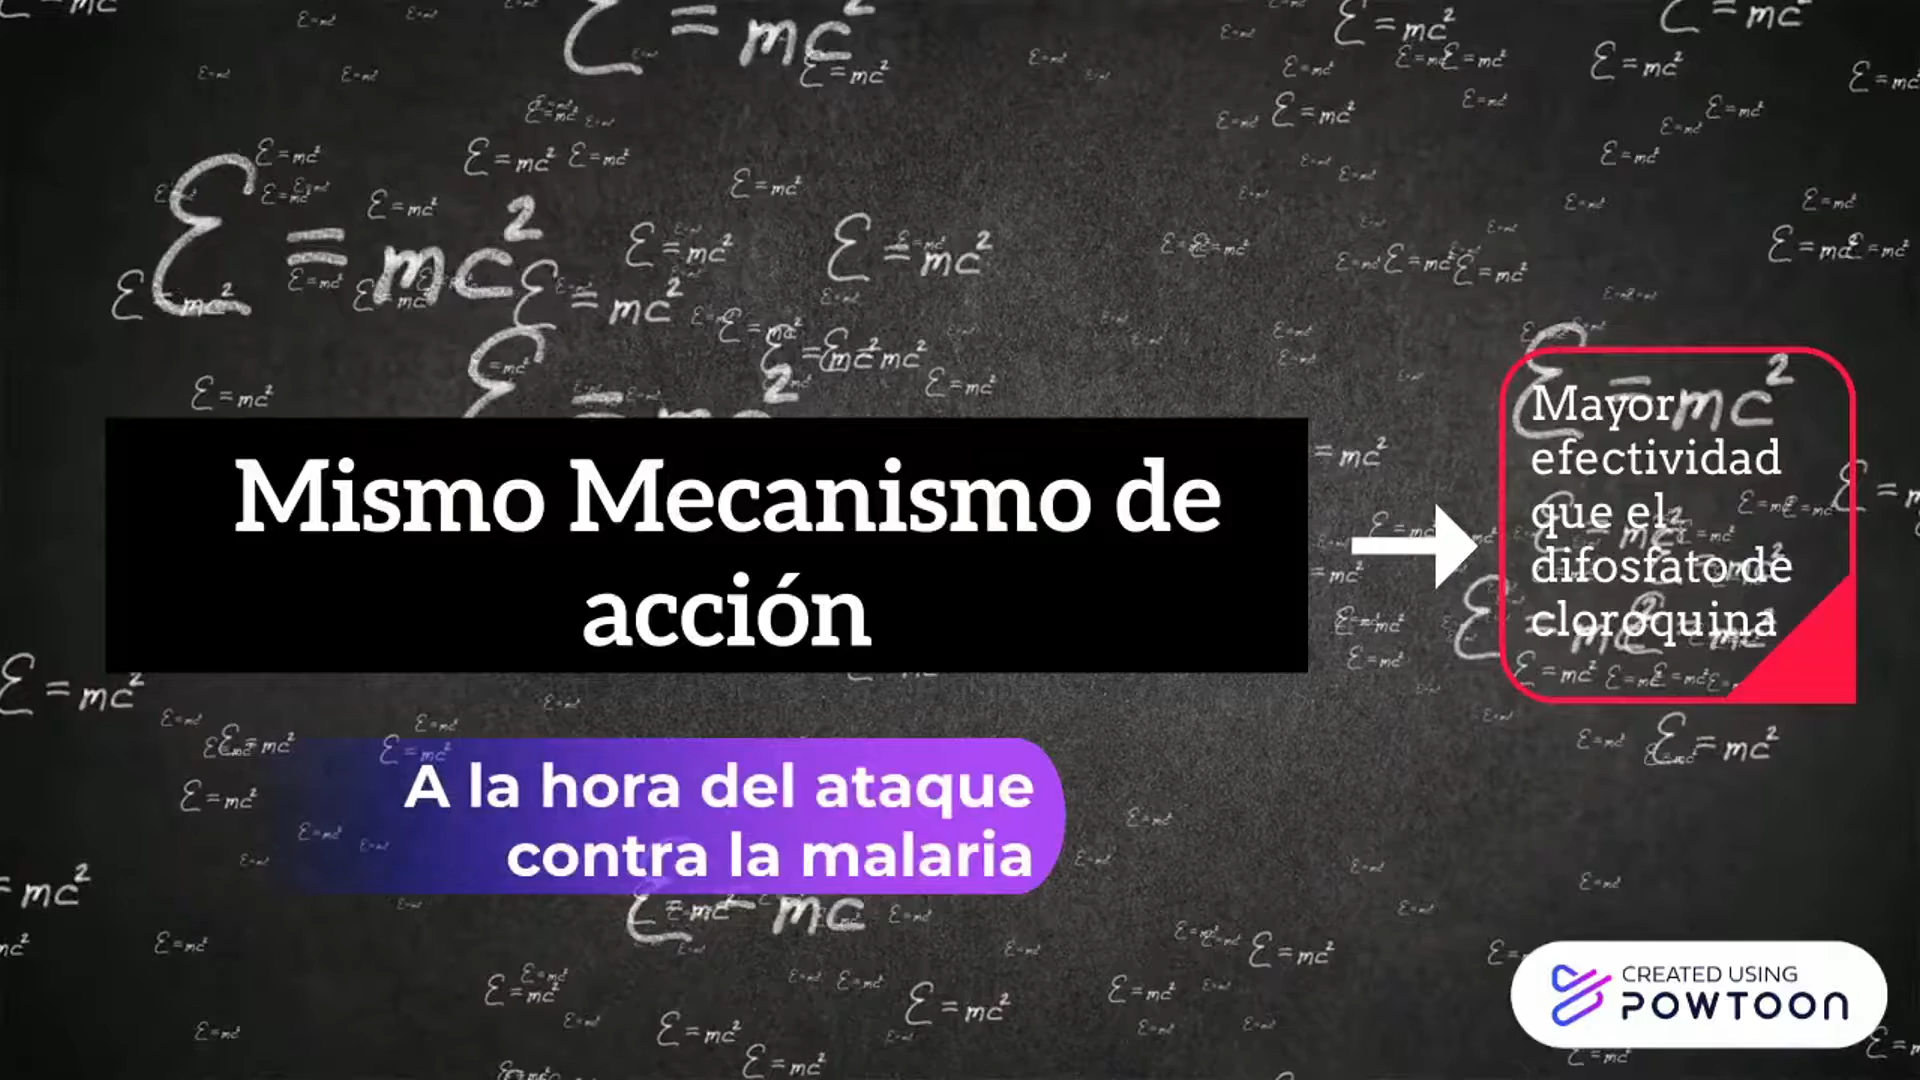 Mismo Mecanismo de
acción
Mayor
efectividad
que el
difosfato de
cloroquina
A la hora del ataque
contra la malaria
E = mc²
CREATED USING
POWTOON